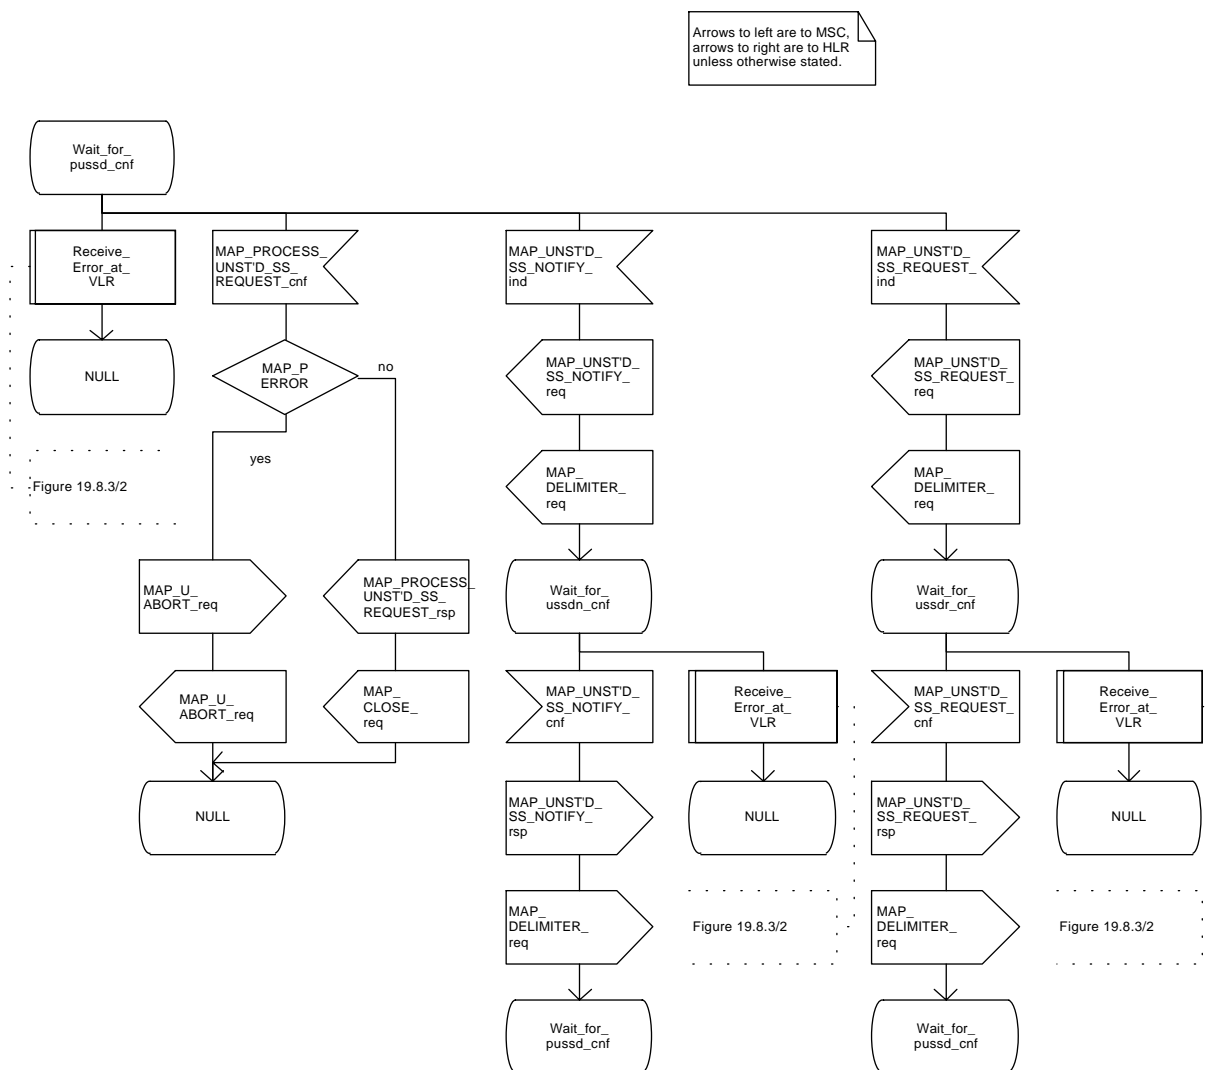 Arrows to left are to MSC,
arrows to right are to HLR
unless otherwise stated.
Wait_for_
pussd_cnf
Receive_
Error_at_
VLR
MAP_PROCESS_
UNST'D_SS_
REQUEST_cnf
MAP_UNST'D_
SS_NOTIFY_
ind
MAP_UNST'D_
SS_REQUEST_
ind
NULL
MAP_P
ERROR
no
yes
MAP_UNST'D_
SS_NOTIFY_
req
MAP_UNST'D_
SS_REQUEST_
req
Figure 19.8.3/2
MAP_
DELIMITER_
req
MAP_
DELIMITER_
req
MAP_U_
ABORT_req
MAP_PROCESS_
UNST'D_SS_
REQUEST_rsp
Wait_for_
ussdn_cnf
Wait_for_
ussdr_cnf
MAP_U_
ABORT_req
MAP_
CLOSE_
req
MAP_UNST'D_
SS_NOTIFY_
cnf
Receive_
Error_at_
VLR
MAP_UNST'D_
SS_REQUEST_
cnf
Receive_
Error_at_
VLR
NULL
MAP_UNST'D_
SS_NOTIFY_
rsp
NULL
MAP_UNST'D_
SS_REQUEST_
rsp
NULL
MAP_
DELIMITER_
req
Figure 19.8.3/2
MAP_
DELIMITER_
req
Figure 19.8.3/2
Wait_for_
pussd_cnf
Wait_for_
pussd_cnf